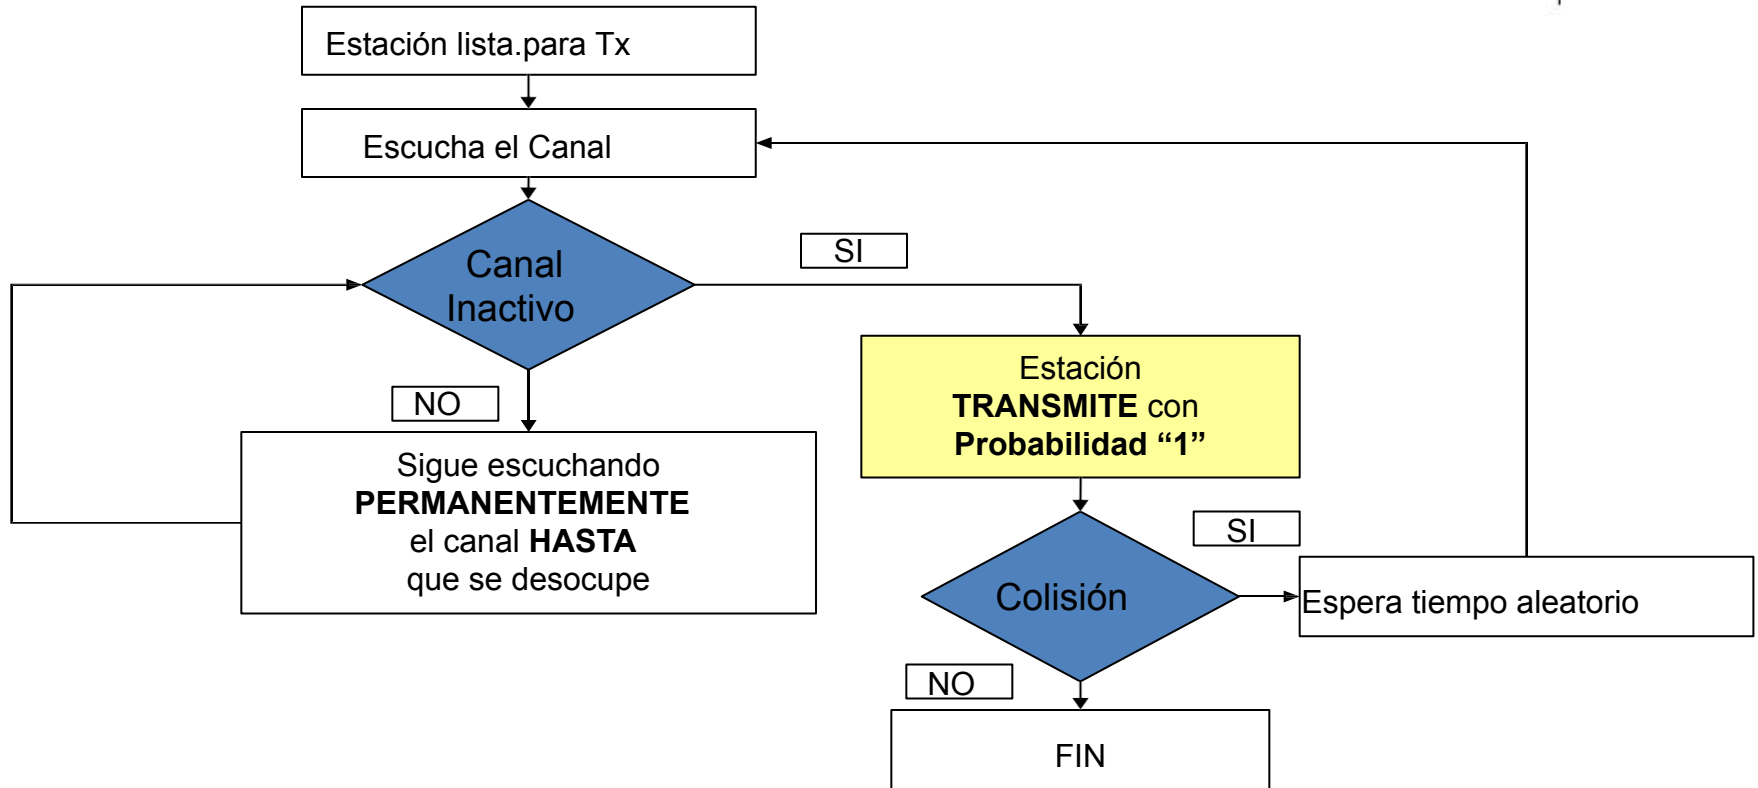 Estación lista.para Tx
Escucha el Canal
Canal
Inactivo
SI
NO
Sigue escuchando
PERMANENTEMENTE
el canal HASTA
que se desocupe
Estación
TRANSMITE con
Probabilidad “1”
Colisión
SI
Espera tiempo aleatorio
NO
FIN